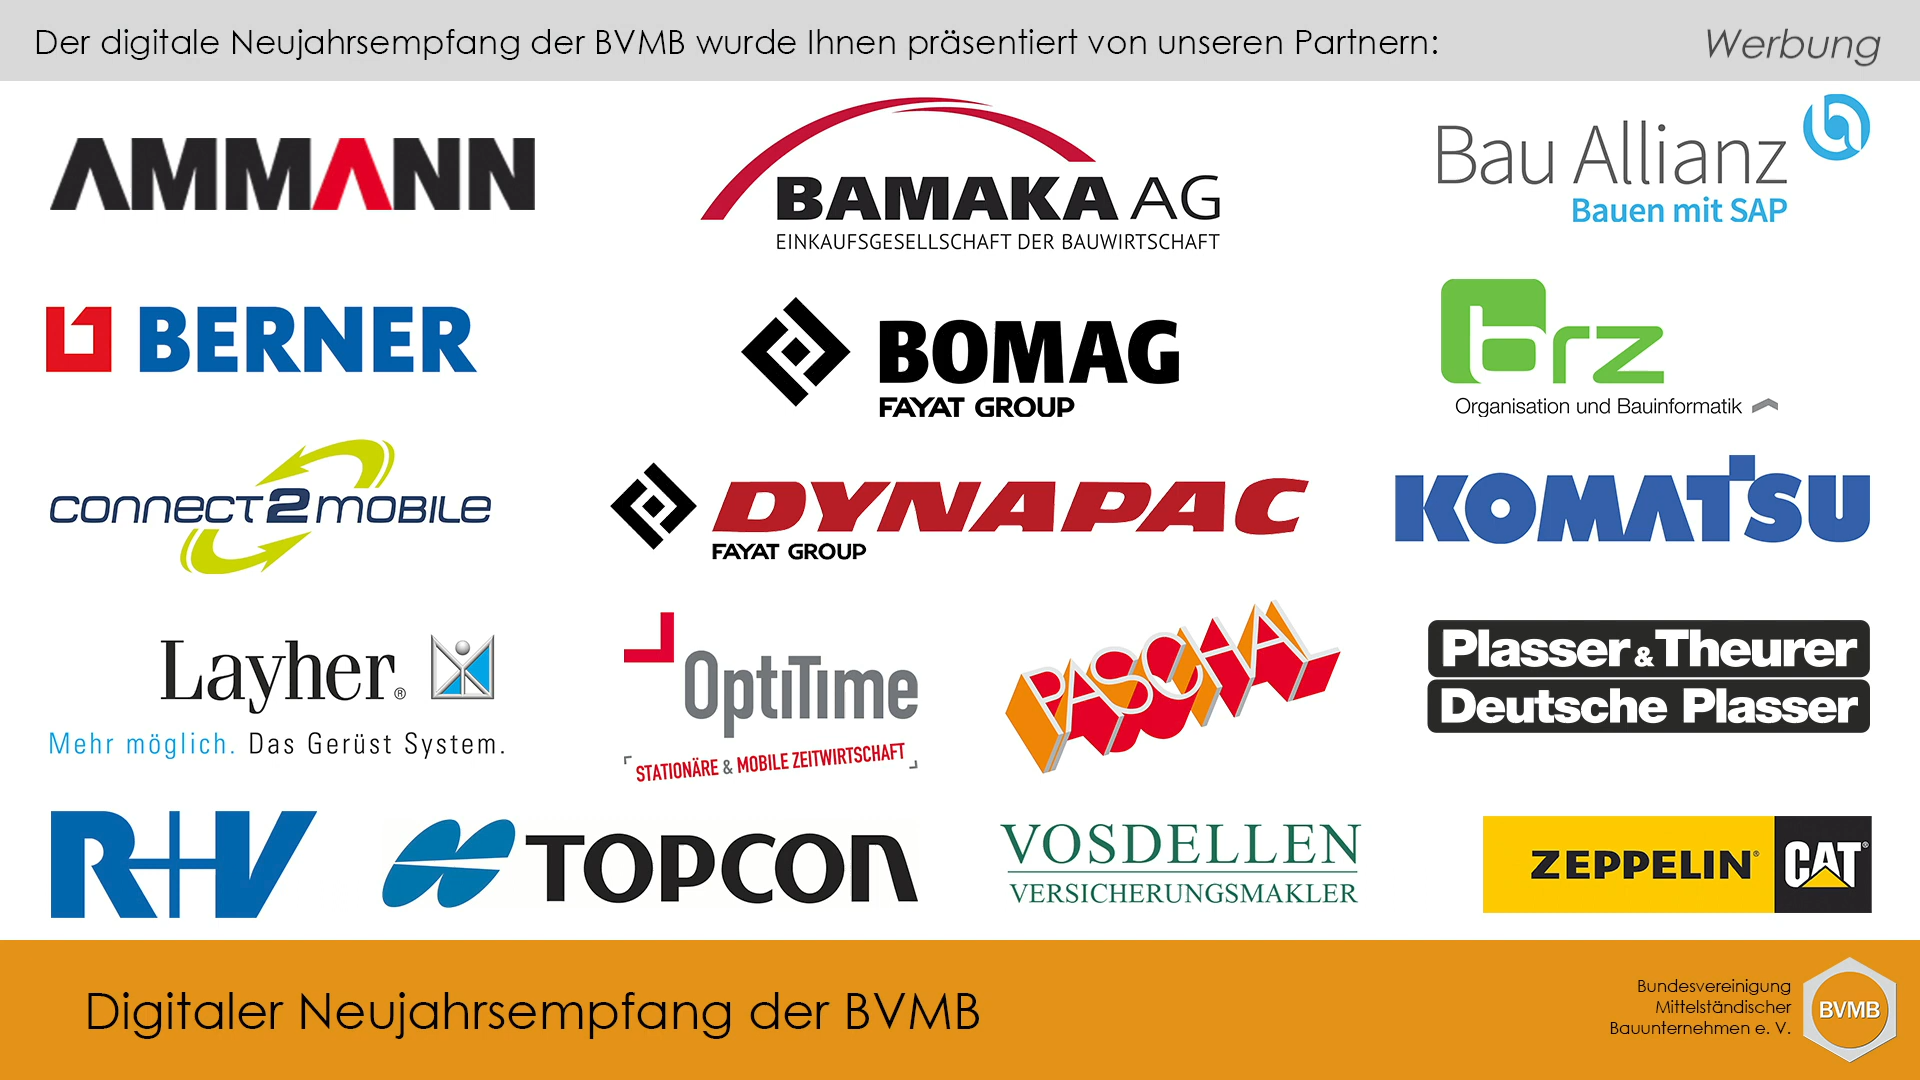 Der digitale Neujahrsempfang der BVMB wurde Ihnen präsentiert von unseren Partnern:
Werbung
AMMANN
BAMAKA AG
EINKAUFSGESELLSCHAFT DER BAUWIRTSCHAFT
Bau Allianz
Bauen mit SAP
BERNER
BOMAG
FAYAT GROUP
brz
Organisation und Bauinformatik
connect2mobile
DYNAPAC
FAYAT GROUP
KOMATSU
Layher®
Mehr möglich. Das Gerüst System.
OptiTime
STATIONÄRE & MOBILE ZEITWIRTSCHAFT
PASCHAL
Plasser & Theurer
Deutsche Plasser
R+V
TOPCON
VOSDELLEN
VERSICHERUNGSMAKLER
ZEPPELIN®
CAT®
Digitaler Neujahrsempfang der BVMB
Bundesvereinigung
Mittelständischer
Bauunternehmen e. V.
BVMB